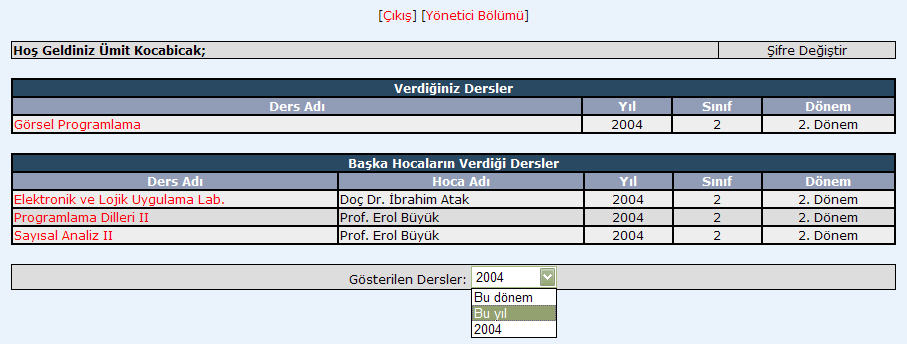 [Çıkış] [Yönetici Bölümü]
Hoş Geldiniz Ümit Kocabicak; Şifre Değiştir
Verdiğiniz Dersler
Ders Adı Yıl Sınıf Dönem
Görsel Programlama 2004 2 2. Dönem
Başka Hocaların Verdiği Dersler
Ders Adı Hoca Adı Yıl Sınıf Dönem
Elektronik ve Lojik Uygulama Lab. Doç Dr. İbrahim Atak 2004 2 2. Dönem
Programlama Dilleri II Prof. Erol Büyük 2004 2 2. Dönem
Sayısal Analiz II Prof. Erol Büyük 2004 2 2. Dönem
Gösterilen Dersler: 2004
Bu dönem
Bu yıl
2004